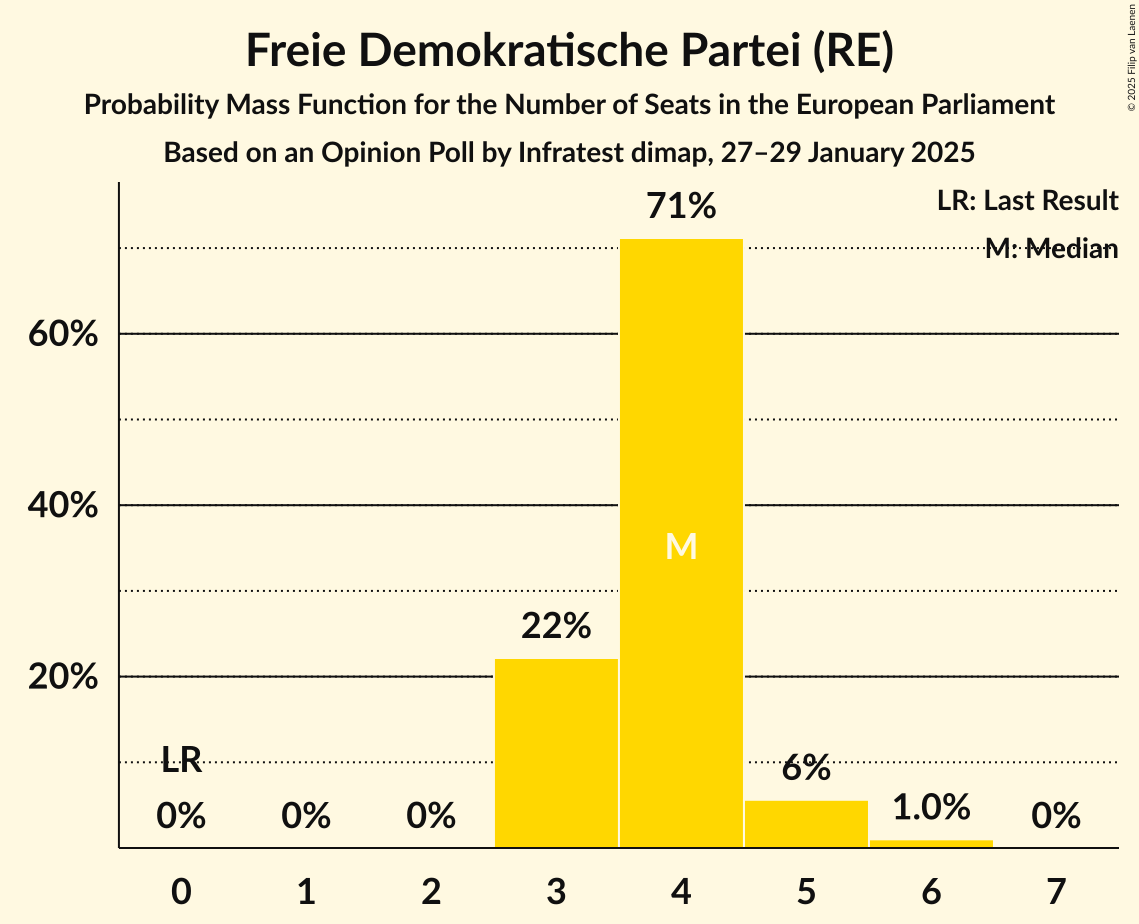 Freie Demokratische Partei (RE)
Probability Mass Function for the Number of Seats in the European Parliament
Based on an Opinion Poll by Infratest dimap, 27–29 January 2025
© 2025 Filip van Laenen
LR: Last Result
M: Median
71%
60%
40%
M
22%
20%
LR
6%
1.0%
0%
0%
0%
0%
0 1 2 3 4 5 6 7